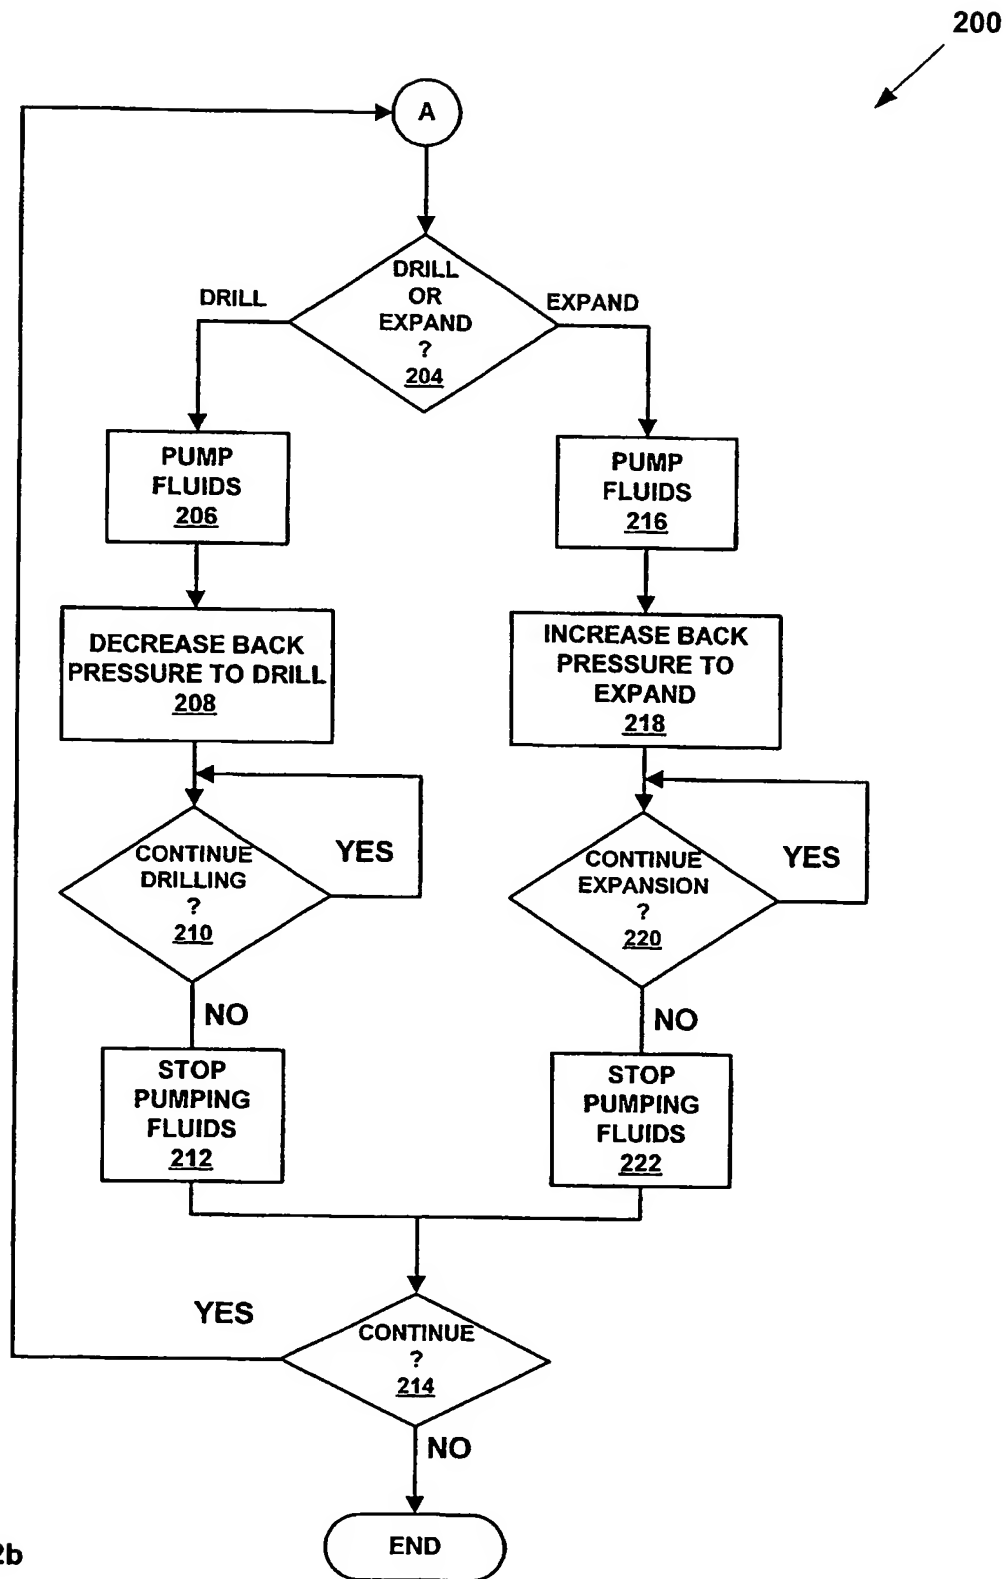 200
A
DRILL
OR
EXPAND
?
204
DRILL
EXPAND
PUMP
FLUIDS
206
PUMP
FLUIDS
216
DECREASE BACK
PRESSURE TO DRILL
208
INCREASE BACK
PRESSURE TO
EXPAND
218
CONTINUE
DRILLING
?
210
YES
CONTINUE
EXPANSION
?
220
YES
NO
NO
STOP
PUMPING
FLUIDS
212
STOP
PUMPING
FLUIDS
222
YES
CONTINUE
?
214
NO
END
2b